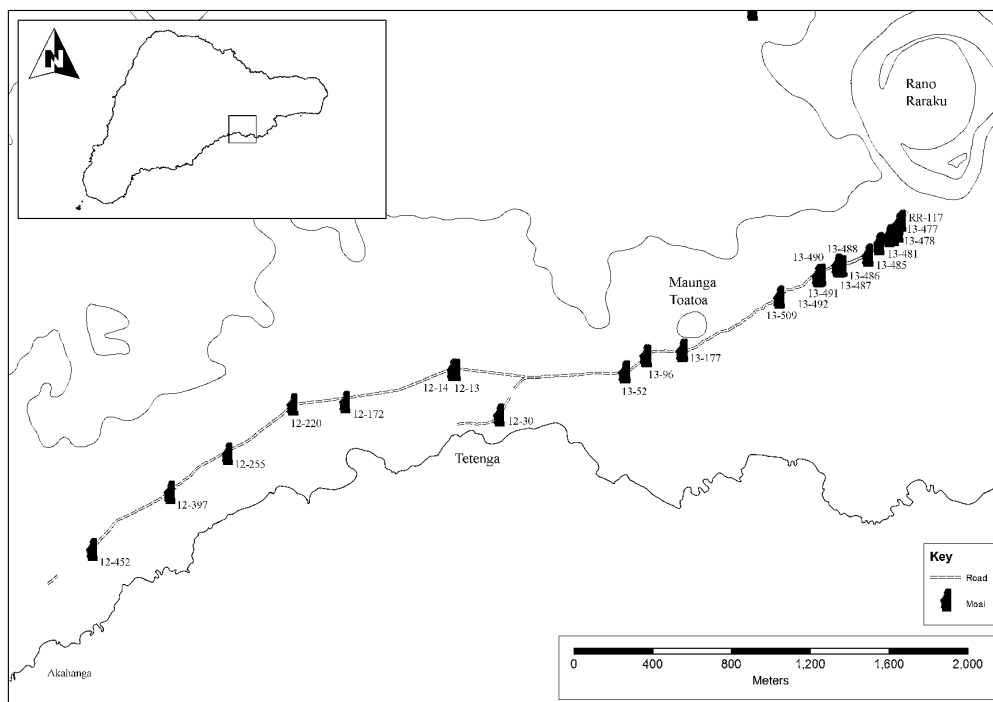 N
Rano
Raraku
RR-117
13-477
13-478
13-481
13-485
13-488
13-486
13-487
13-490
13-491
13-492
13-509
Maunga
Toatoa
13-177
13-96
13-52
12-14
12-13
12-172
12-220
12-30
Tetenga
12-255
12-397
12-452
Akahanga
Key
Road
Moai
0 400 800 1,200 1,600 2,000
Meters